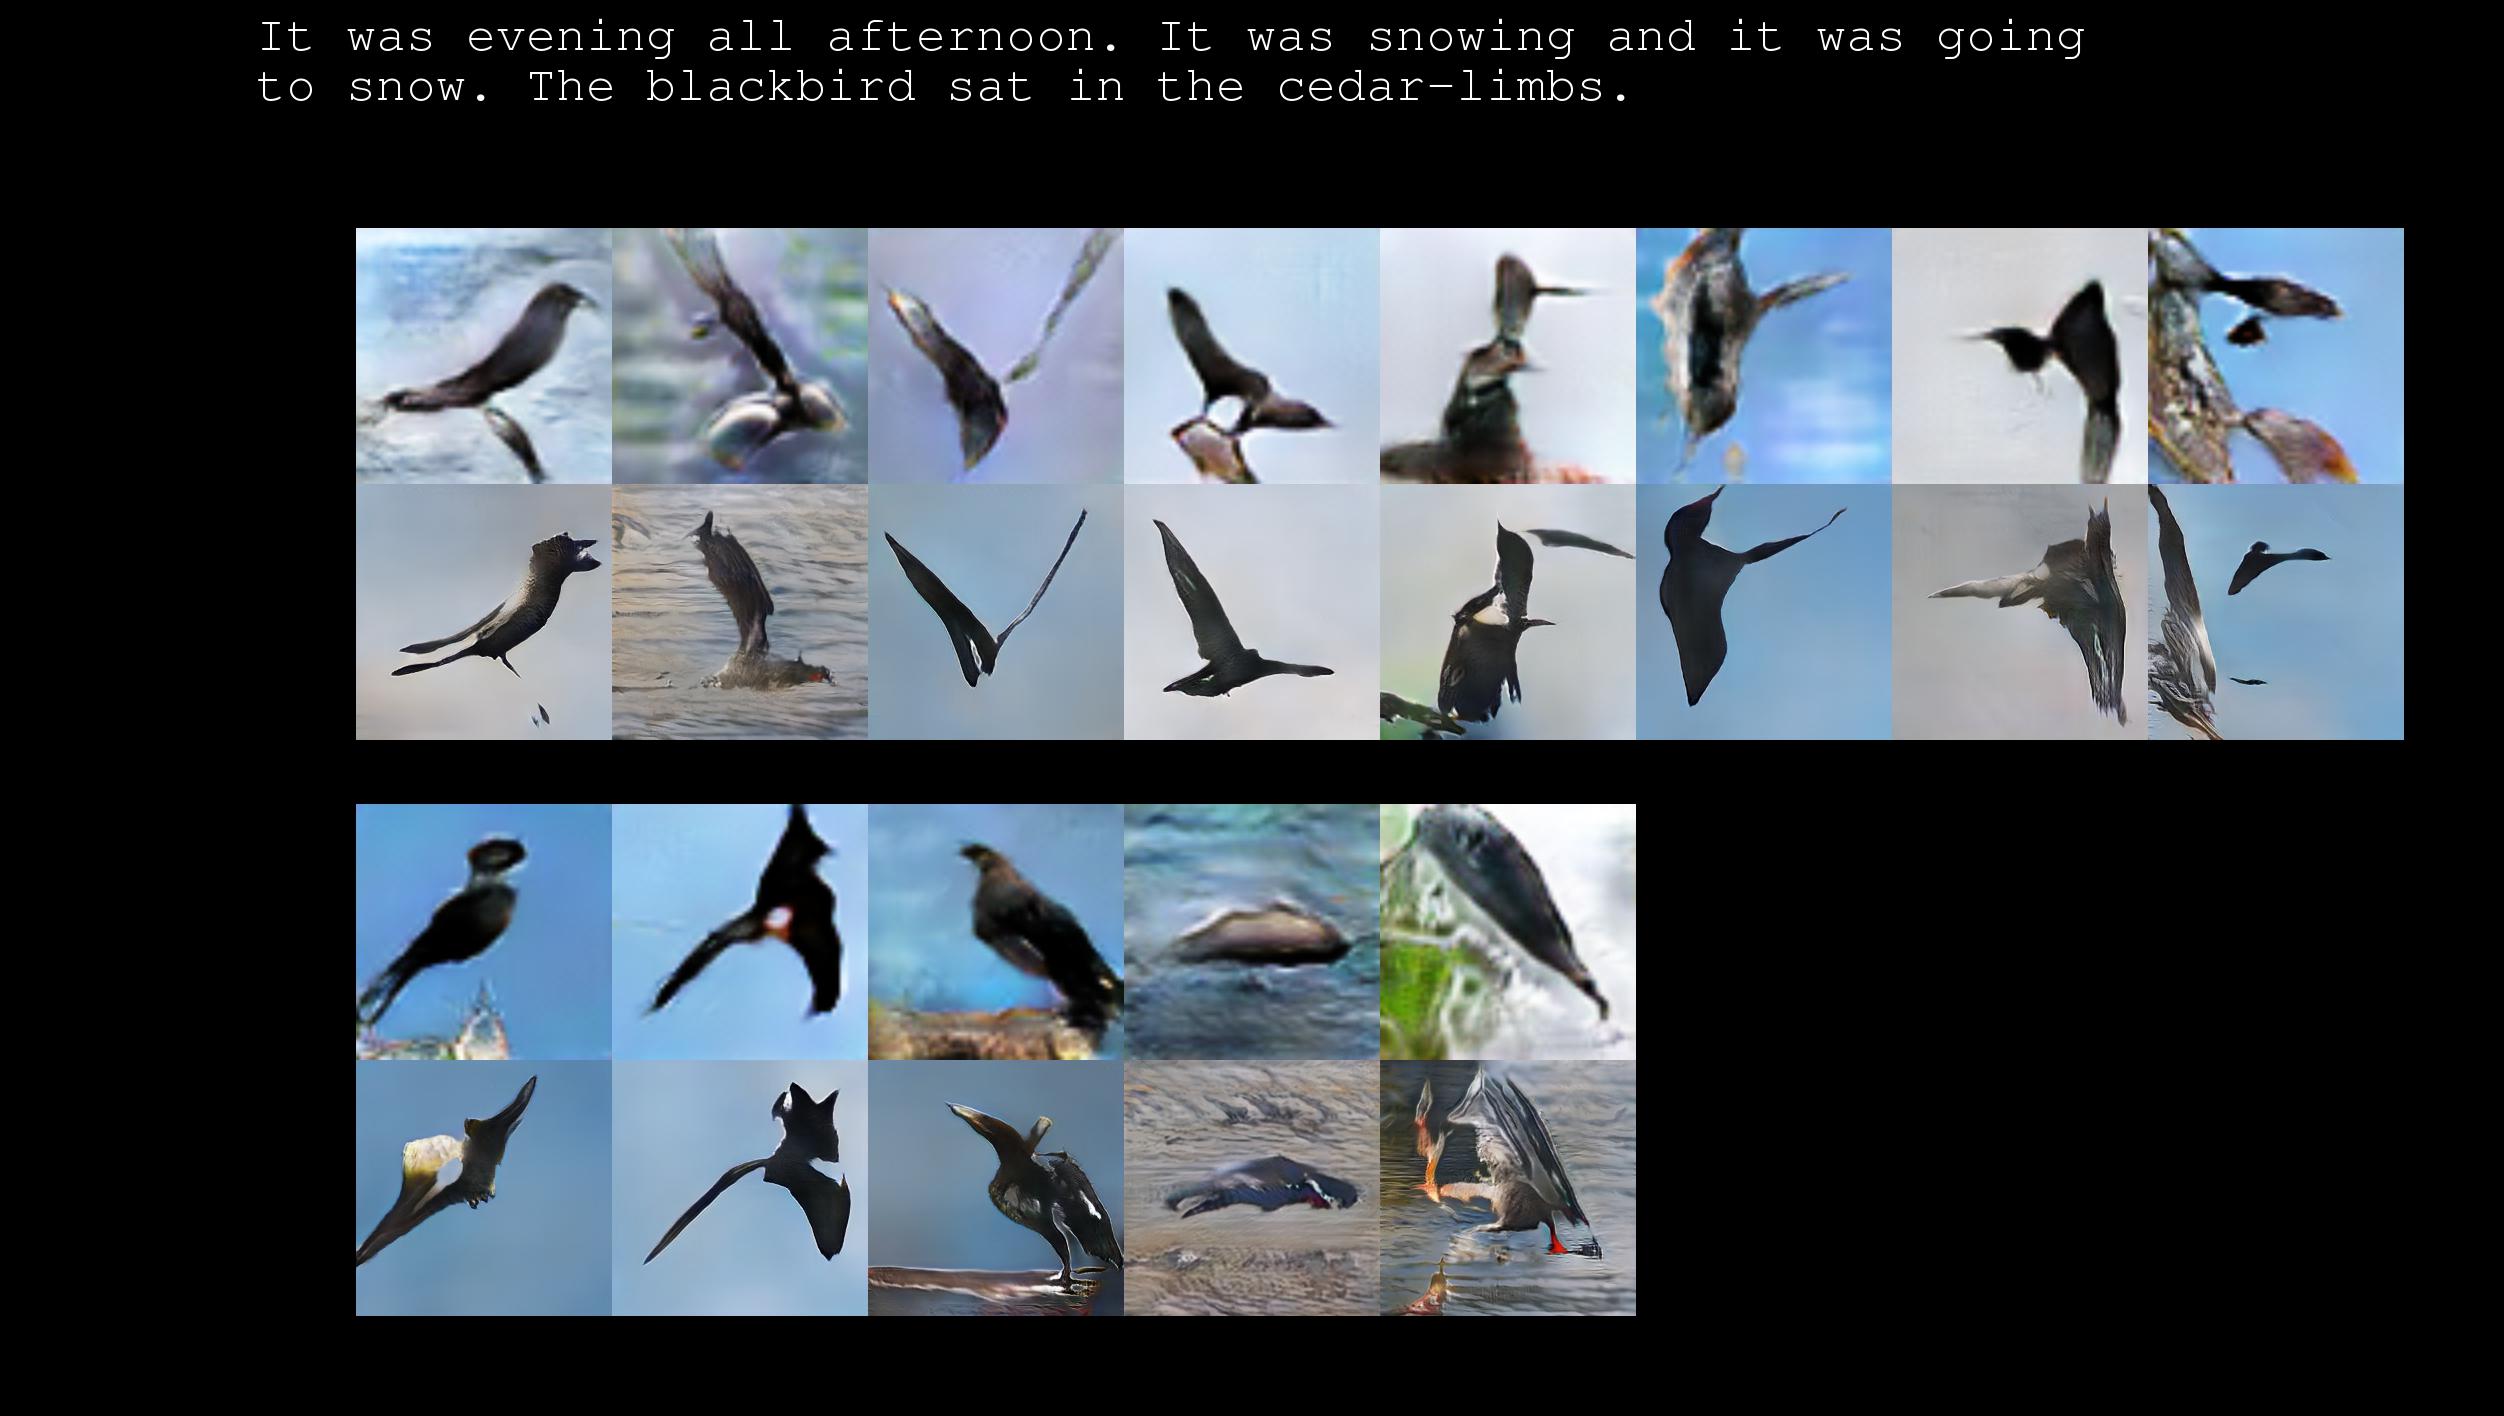 It was evening all afternoon. It was snowing and it was going
to snow. The blackbird sat in the cedar-limbs.